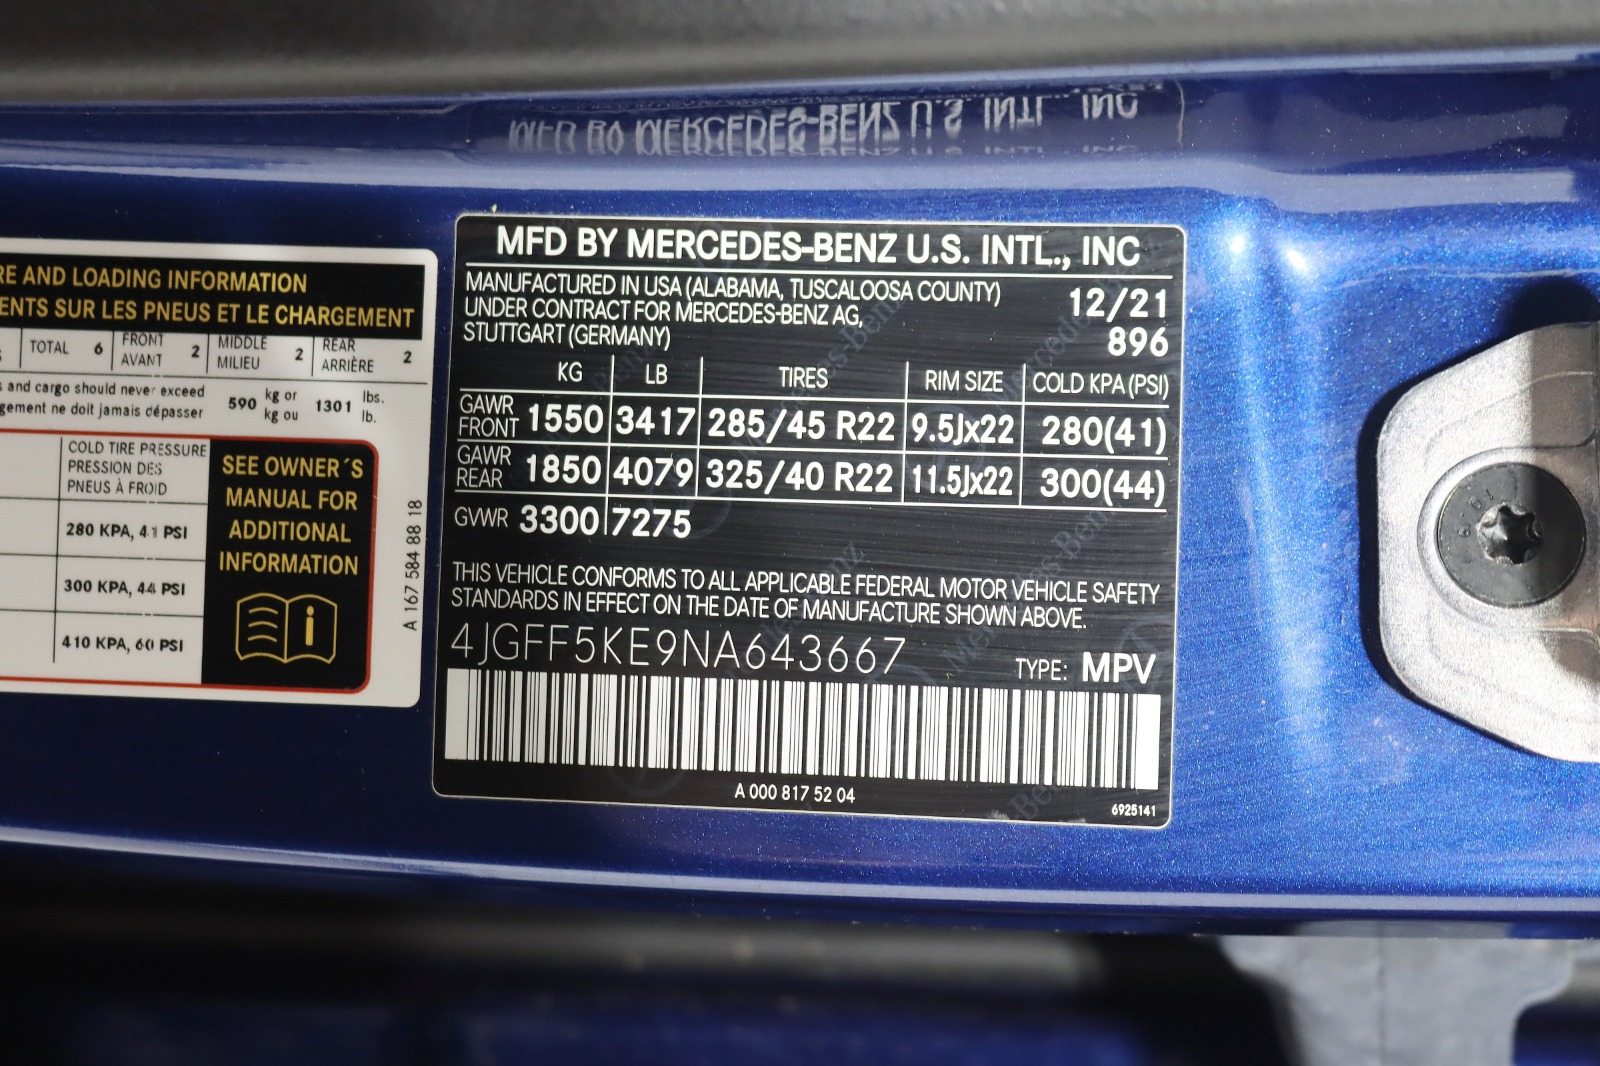 RE AND LOADING INFORMATION
ENTS SUR LES PNEUS ET LE CHARGEMENT
TOTAL 6 FRONT AVANT 2 MIDDLE MILIEU 2 REAR ARRIÈRE 2
s and cargo should never exceed 590 kg or 1301 lbs.
gement ne doit jamais dépasser kg ou lb.
COLD TIRE PRESSURE
PRESSION DES
PNEUS À FROID
280 KPA, 41 PSI
300 KPA, 44 PSI
410 KPA, 60 PSI
SEE OWNER´S
MANUAL FOR
ADDITIONAL
INFORMATION
A 167 584 88 18
MFD BY MERCEDES-BENZ U.S. INTL., INC
MANUFACTURED IN USA (ALABAMA, TUSCALOOSA COUNTY)
UNDER CONTRACT FOR MERCEDES-BENZ AG,
STUTTGART (GERMANY)
12/21
896
KG LB TIRES RIM SIZE COLD KPA (PSI)
GAWR FRONT 1550 3417 285/45 R22 9.5Jx22 280(41)
GAWR REAR 1850 4079 325/40 R22 11.5Jx22 300(44)
GVWR 3300 7275
THIS VEHICLE CONFORMS TO ALL APPLICABLE FEDERAL MOTOR VEHICLE SAFETY
STANDARDS IN EFFECT ON THE DATE OF MANUFACTURE SHOWN ABOVE.
4JGFF5KE9NA643667
TYPE: MPV
A 000 817 52 04
6925141